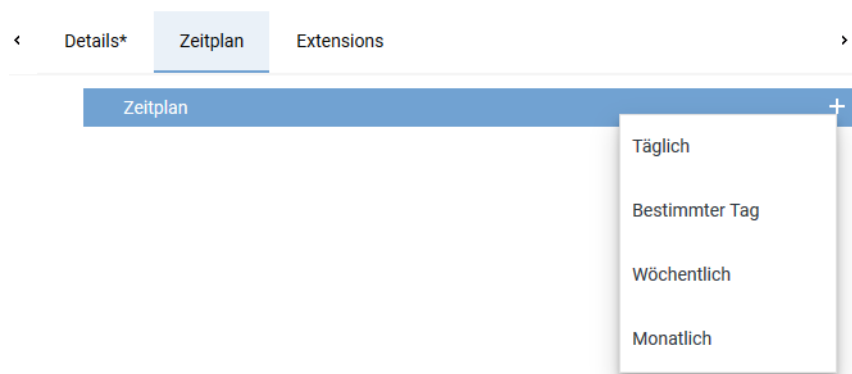 Details* Zeitplan Extensions
Zeitplan
Täglich
Bestimmter Tag
Wöchentlich
Monatlich